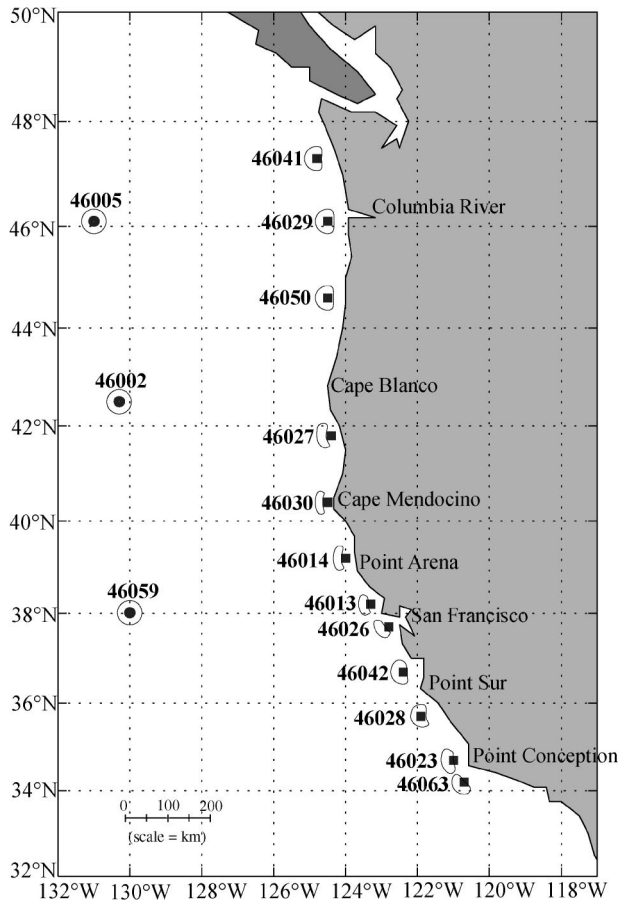 50°N
48°N
46041
46005
Columbia River
46°N
46029
46050
44°N
46002
Cape Blanco
42°N
46027
46030
Cape Mendocino
40°N
46014
Point Arena
46059
46013
38°N
San Francisco
46026
46042
Point Sur
36°N
46028
Point Conception
46023
46063
34°N
0 100 200
(scale = km)
32°N
132°W 130°W 128°W 126°W 124°W 122°W 120°W 118°W